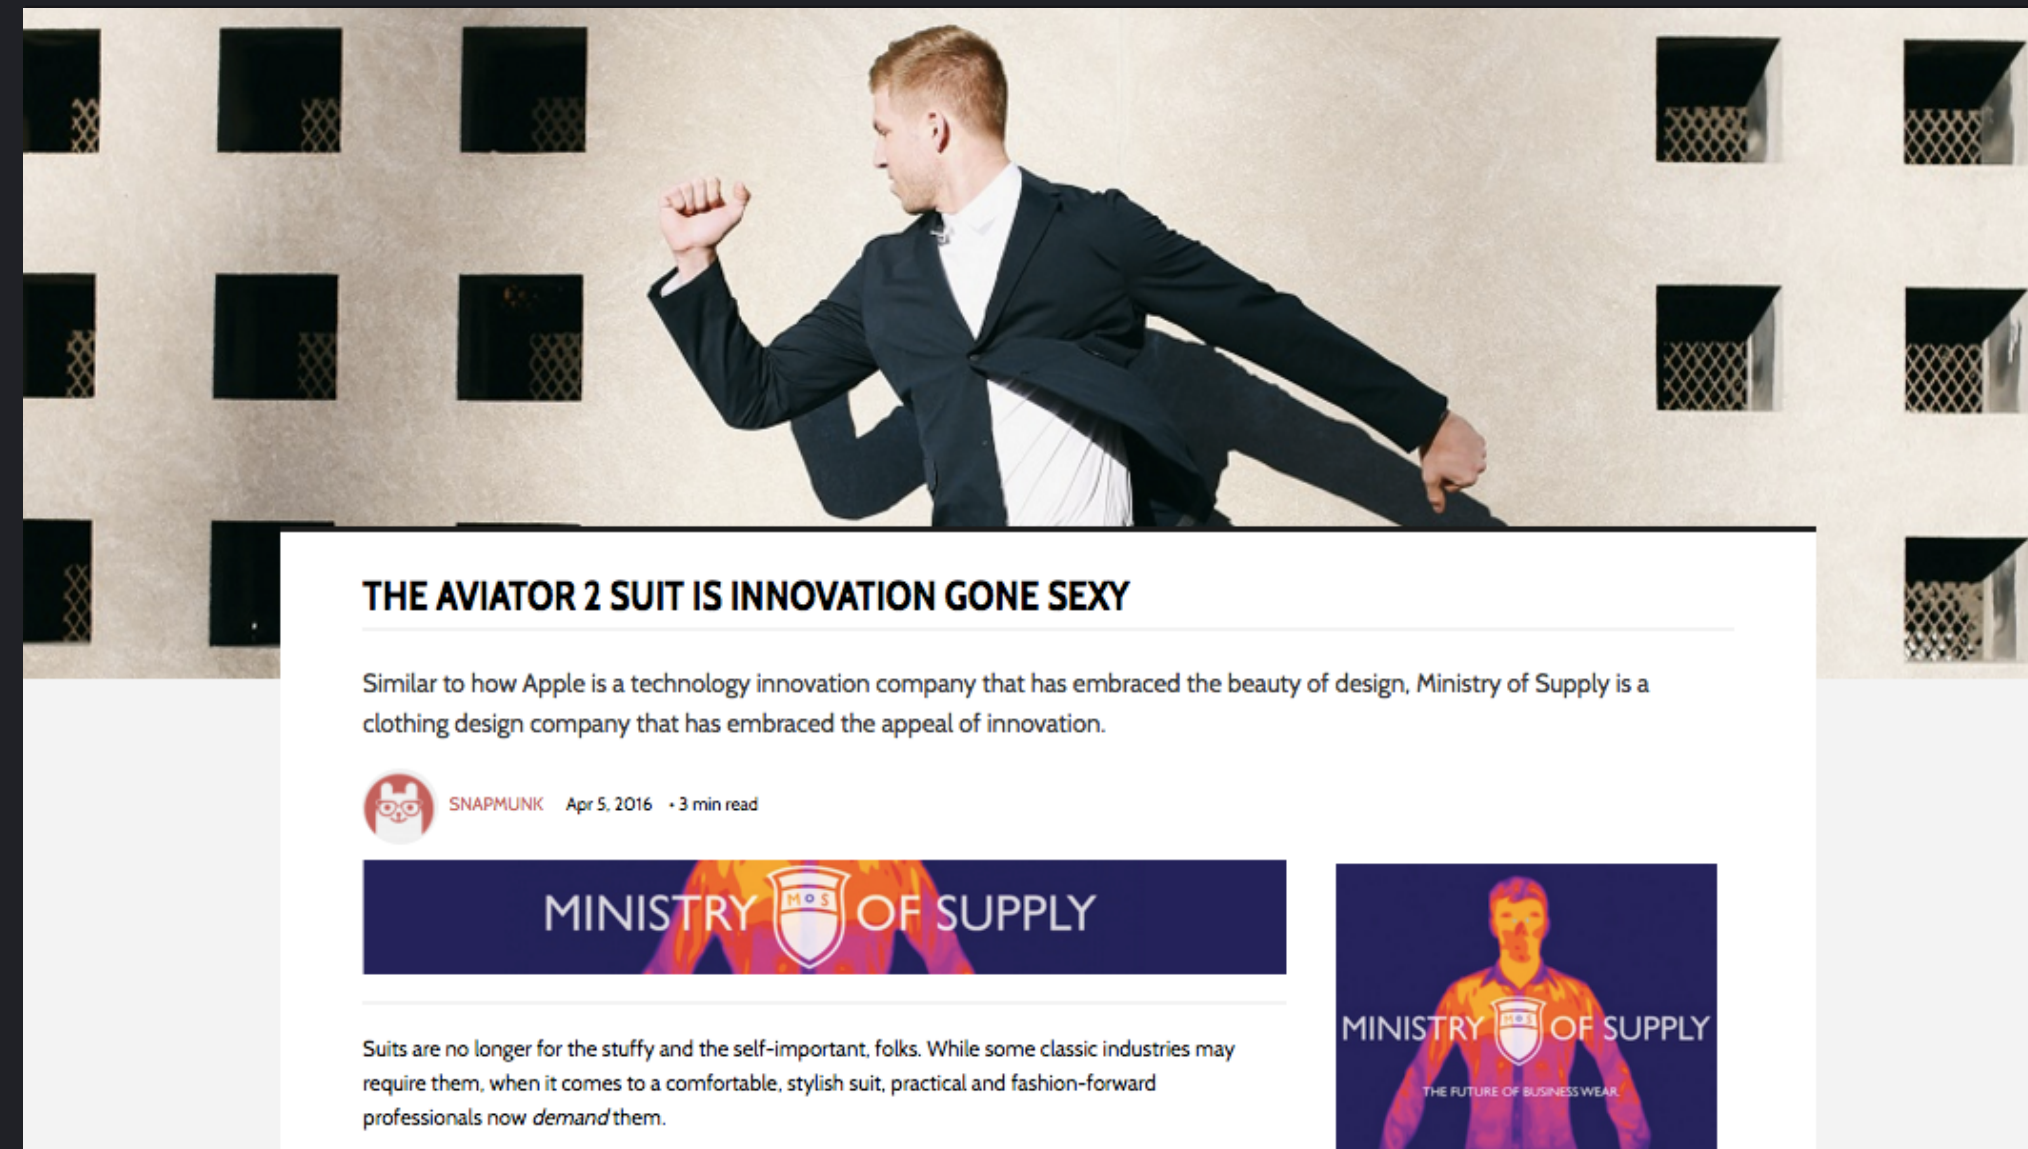 THE AVIATOR 2 SUIT IS INNOVATION GONE SEXY
Similar to how Apple is a technology innovation company that has embraced the beauty of design, Ministry of Supply is a
clothing design company that has embraced the appeal of innovation.
SNAPMUNK Apr 5, 2016 • 3 min read
MINISTRY MOS OF SUPPLY
MINISTRY MOS OF SUPPLY
THE FUTURE OF BUSINESS WEAR.
Suits are no longer for the stuffy and the self-important, folks. While some classic industries may
require them, when it comes to a comfortable, stylish suit, practical and fashion-forward
professionals now demand them.